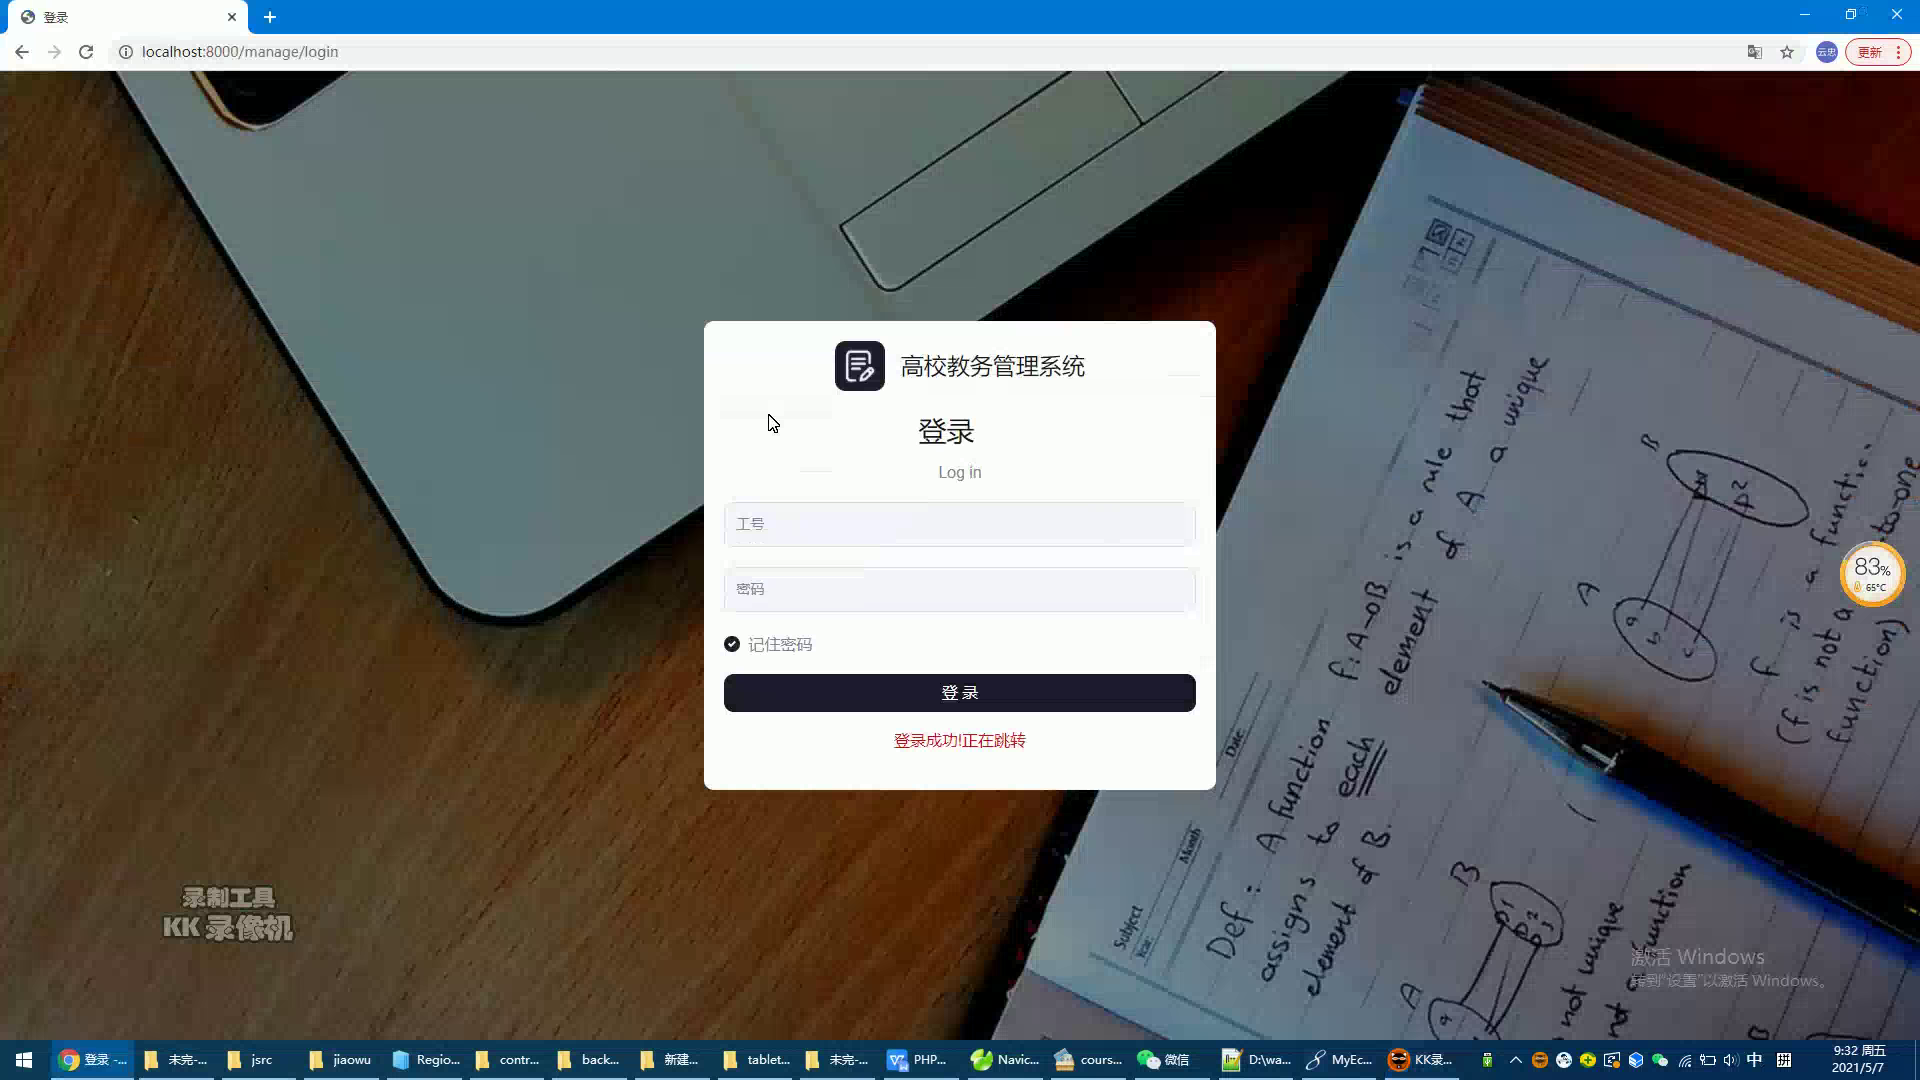 登录
localhost:8000/manage/login
云忠
更新
高校教务管理系统
登录
Log in
工号
密码
记住密码
登 录
登录成功!正在跳转
83%
65°C
录制工具
KK 录像机
f: A→B is a rule that
assigns to each
element of A a unique
element of B.
Def: A function
Subject
Month
Date
A
B
f is a function
(f is not a
function)
to-one
not unique
not a function
激活 Windows
转到"设置"以激活 Windows。
登录 -...
未完-...
jsrc
jiaowu
Regio...
contr...
back...
新建...
tablet...
未完-...
PHP...
Navic...
cours...
微信
D:\wa...
MyEc...
KK录...
中
拼
9:32 周五
2021/5/7